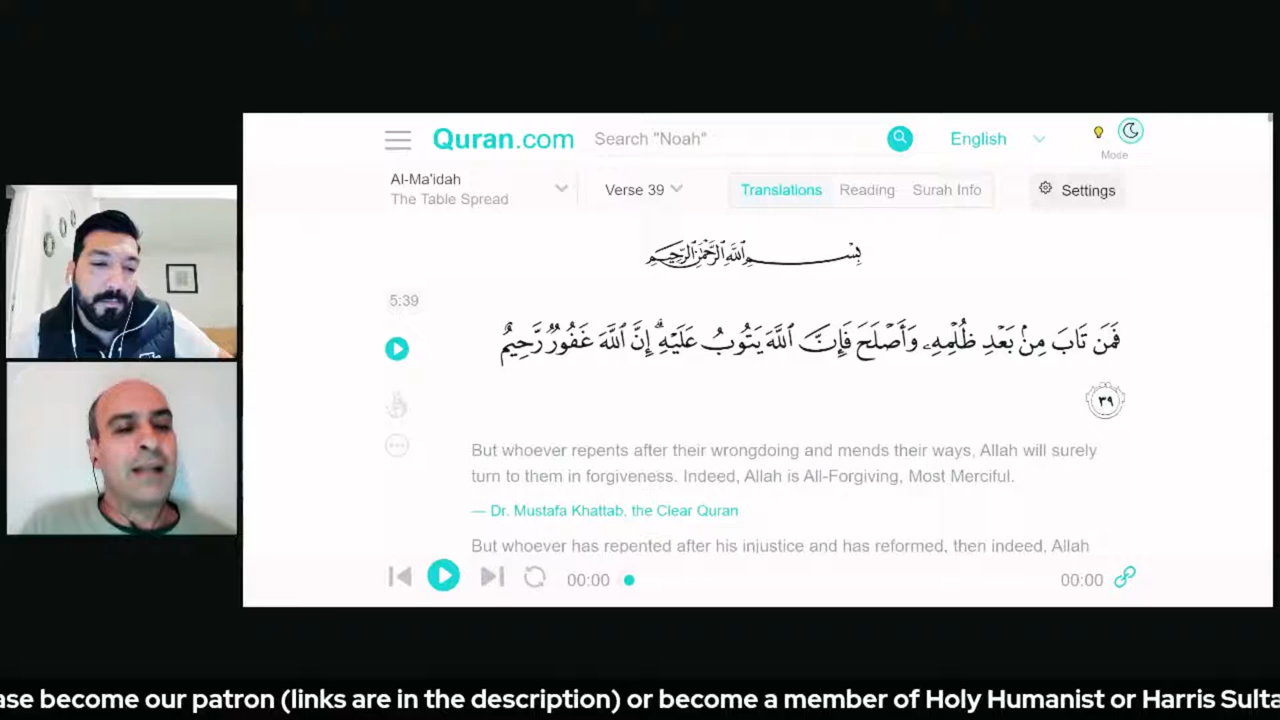 Quran.com
Search "Noah"
English
Mode
Al-Ma'idah
The Table Spread
Verse 39
Translations
Reading
Surah Info
Settings
بِسْمِ ٱللَّهِ ٱلرَّحْمَٰنِ ٱلرَّحِيمِ
5:39
فَمَن تَابَ مِنۢ بَعْدِ ظُلْمِهِۦ وَأَصْلَحَ فَإِنَّ ٱللَّهَ يَتُوبُ عَلَيْهِ ۗ إِنَّ ٱللَّهَ غَفُورٌ رَّحِيمٌ
٣٩
But whoever repents after their wrongdoing and mends their ways, Allah will surely
turn to them in forgiveness. Indeed, Allah is All-Forgiving, Most Merciful.
— Dr. Mustafa Khattab, the Clear Quran
But whoever has repented after his injustice and has reformed, then indeed, Allah
00:00
00:00
ase become our patron (links are in the description) or become a member of Holy Humanist or Harris Sulta